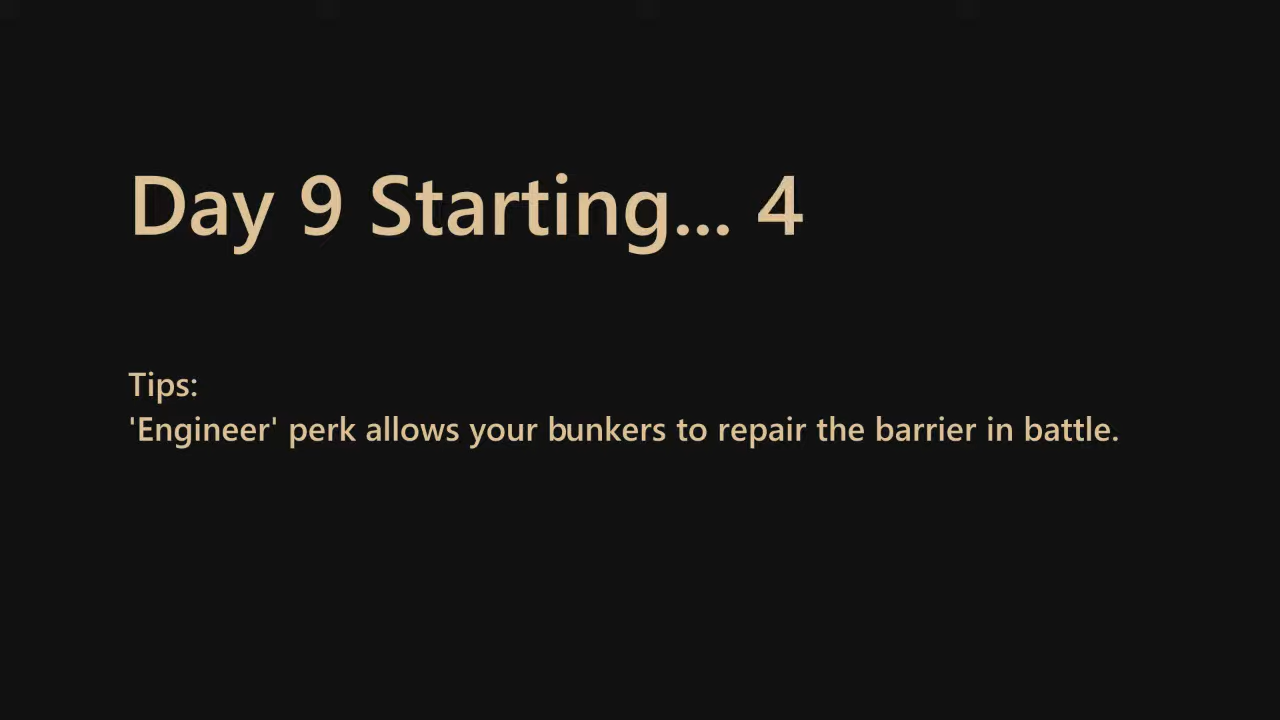 Day 9 Starting... 4
Tips:
'Engineer' perk allows your bunkers to repair the barrier in battle.